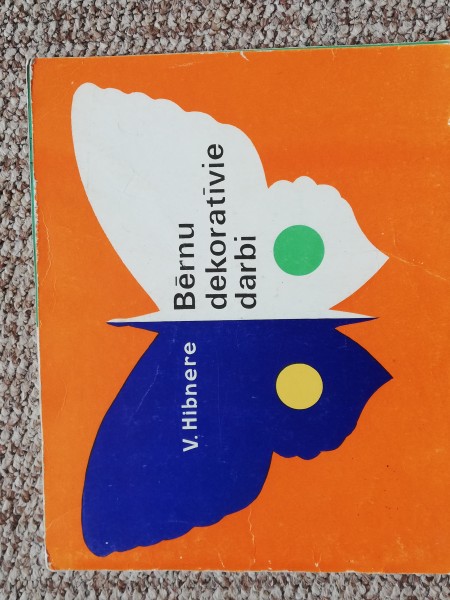 V. Hibnere
Bērnu
dekoratīvie
darbi